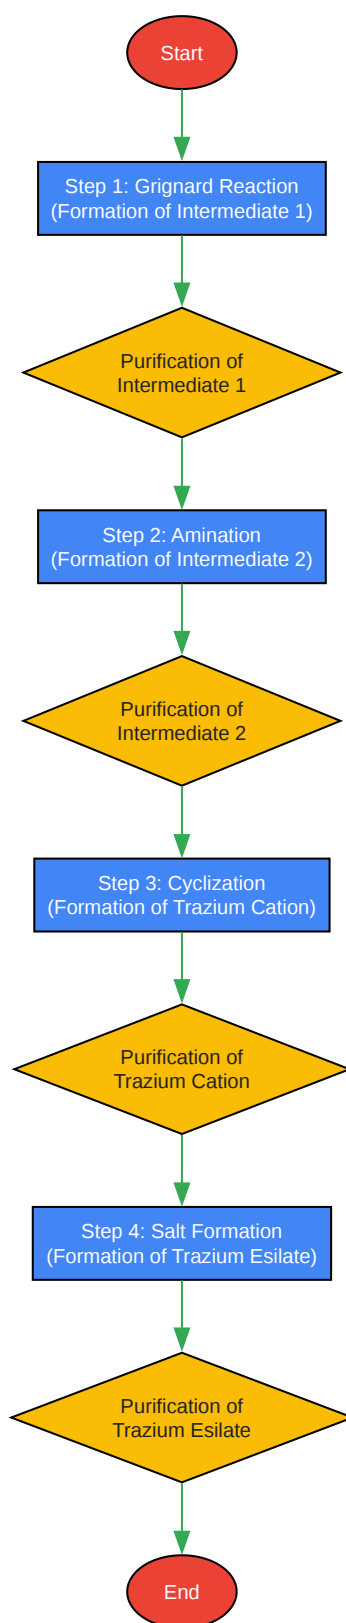 Start
Step 1: Grignard Reaction
(Formation of Intermediate 1)
Purification of
Intermediate 1
Step 2: Amination
(Formation of Intermediate 2)
Purification of
Intermediate 2
Step 3: Cyclization
(Formation of Trazium Cation)
Purification of
Trazium Cation
Step 4: Salt Formation
(Formation of Trazium Esilate)
Purification of
Trazium Esilate
End